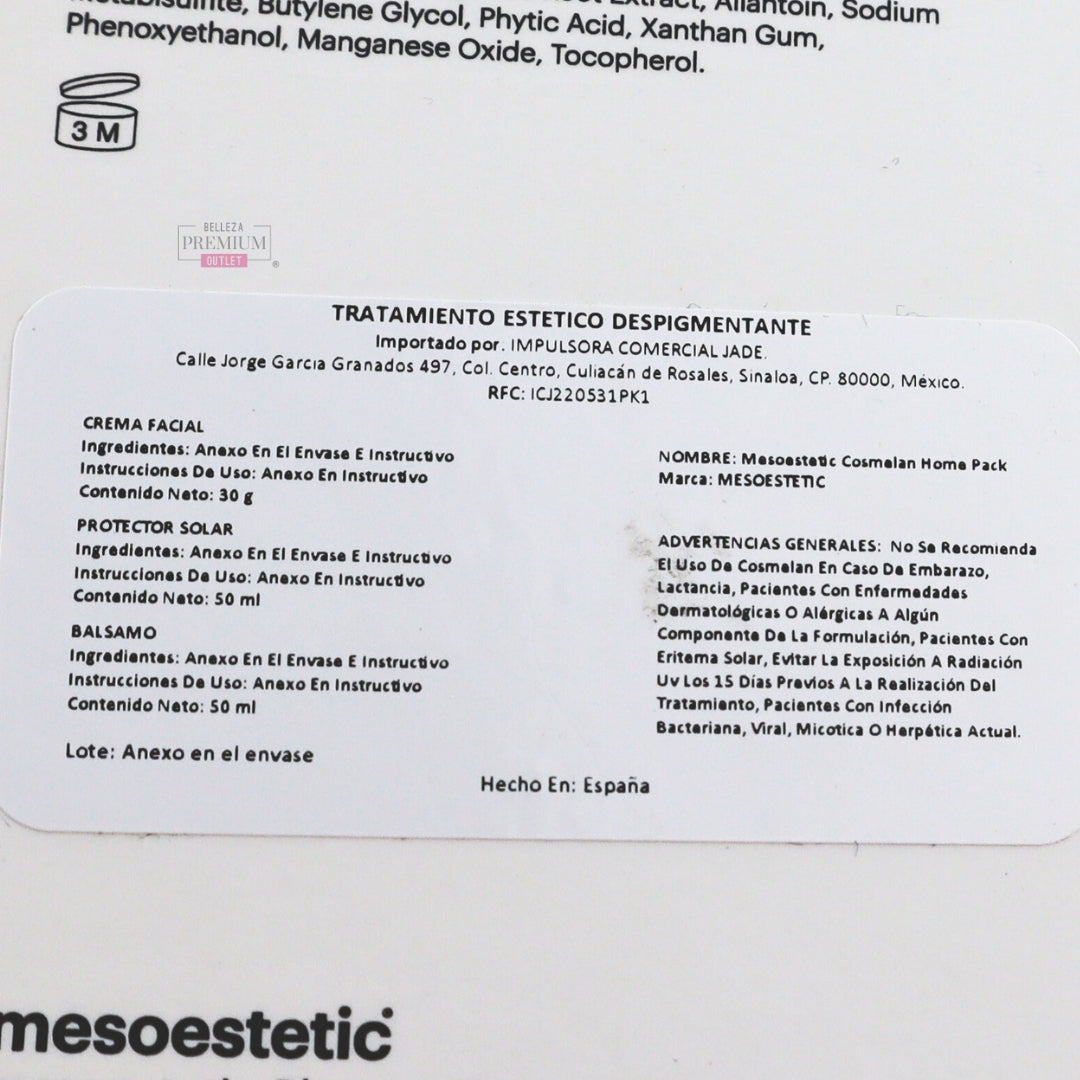 Extract, Allantoin, Sodium
Metabisulfite, Butylene Glycol, Phytic Acid, Xanthan Gum,
Phenoxyethanol, Manganese Oxide, Tocopherol.
3 M
BELLEZA
PREMIUM
OUTLET
®
TRATAMIENTO ESTETICO DESPIGMENTANTE
Importado por. IMPULSORA COMERCIAL JADE.
Calle Jorge Garcia Granados 497, Col. Centro, Culiacán de Rosales, Sinaloa, CP. 80000, México.
RFC: ICJ220531PK1
CREMA FACIAL
Ingredientes: Anexo En El Envase E Instructivo
Instrucciones De Uso: Anexo En Instructivo
Contenido Neto: 30 g
PROTECTOR SOLAR
Ingredientes: Anexo En El Envase E Instructivo
Instrucciones De Uso: Anexo En Instructivo
Contenido Neto: 50 ml
BALSAMO
Ingredientes: Anexo En El Envase E Instructivo
Instrucciones De Uso: Anexo En Instructivo
Contenido Neto: 50 ml
Lote: Anexo en el envase
NOMBRE: Mesoestetic Cosmelan Home Pack
Marca: MESOESTETIC
ADVERTENCIAS GENERALES: No Se Recomienda
El Uso De Cosmelan En Caso De Embarazo,
Lactancia, Pacientes Con Enfermedades
Dermatológicas O Alérgicas A Algún
Componente De La Formulación, Pacientes Con
Eritema Solar, Evitar La Exposición A Radiación
Uv Los 15 Días Previos A La Realización Del
Tratamiento, Pacientes Con Infección
Bacteriana, Viral, Micotica O Herpética Actual.
Hecho En: España
mesoestetic